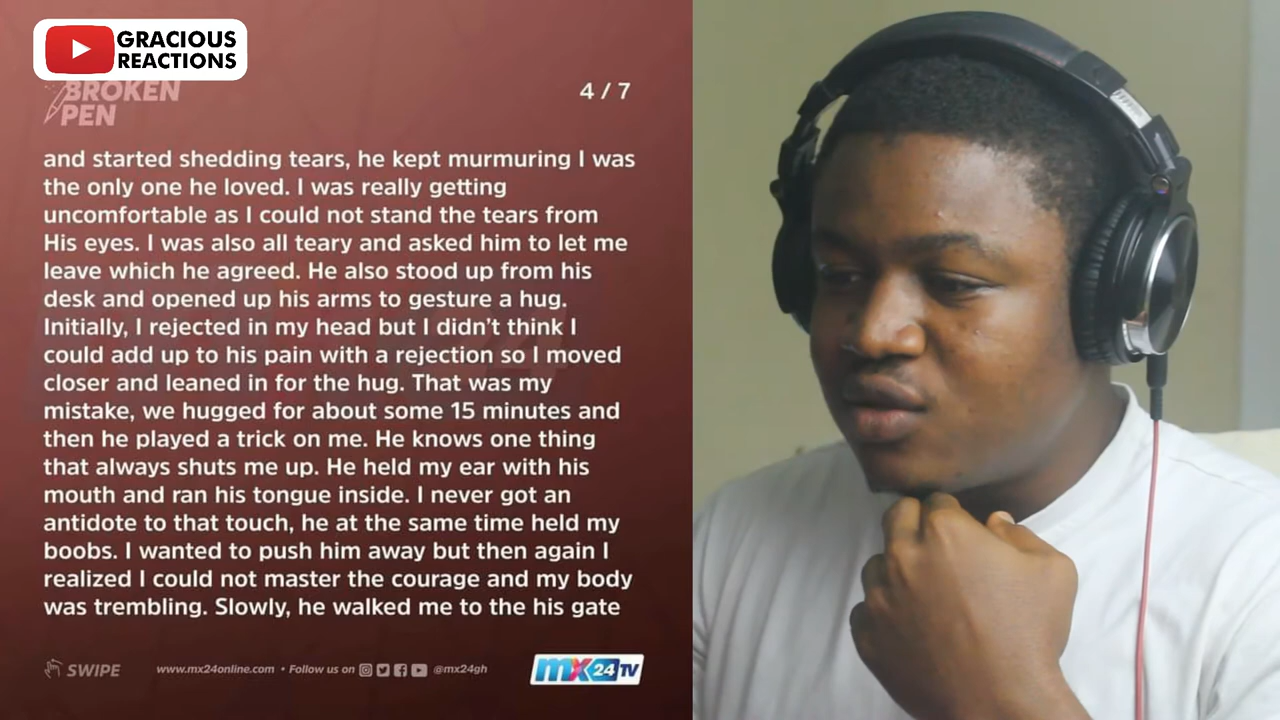 GRACIOUS
REACTIONS
BROKEN
PEN
4 / 7
and started shedding tears, he kept murmuring I was
the only one he loved. I was really getting
uncomfortable as I could not stand the tears from
His eyes. I was also all teary and asked him to let me
leave which he agreed. He also stood up from his
desk and opened up his arms to gesture a hug.
Initially, I rejected in my head but I didn't think I
could add up to his pain with a rejection so I moved
closer and leaned in for the hug. That was my
mistake, we hugged for about some 15 minutes and
then he played a trick on me. He knows one thing
that always shuts me up. He held my ear with his
mouth and ran his tongue inside. I never got an
antidote to that touch, he at the same time held my
boobs. I wanted to push him away but then again I
realized I could not master the courage and my body
was trembling. Slowly, he walked me to the his gate
SWIPE
www.mx24online.com • Follow us on @mx24gh
mx 24 TV